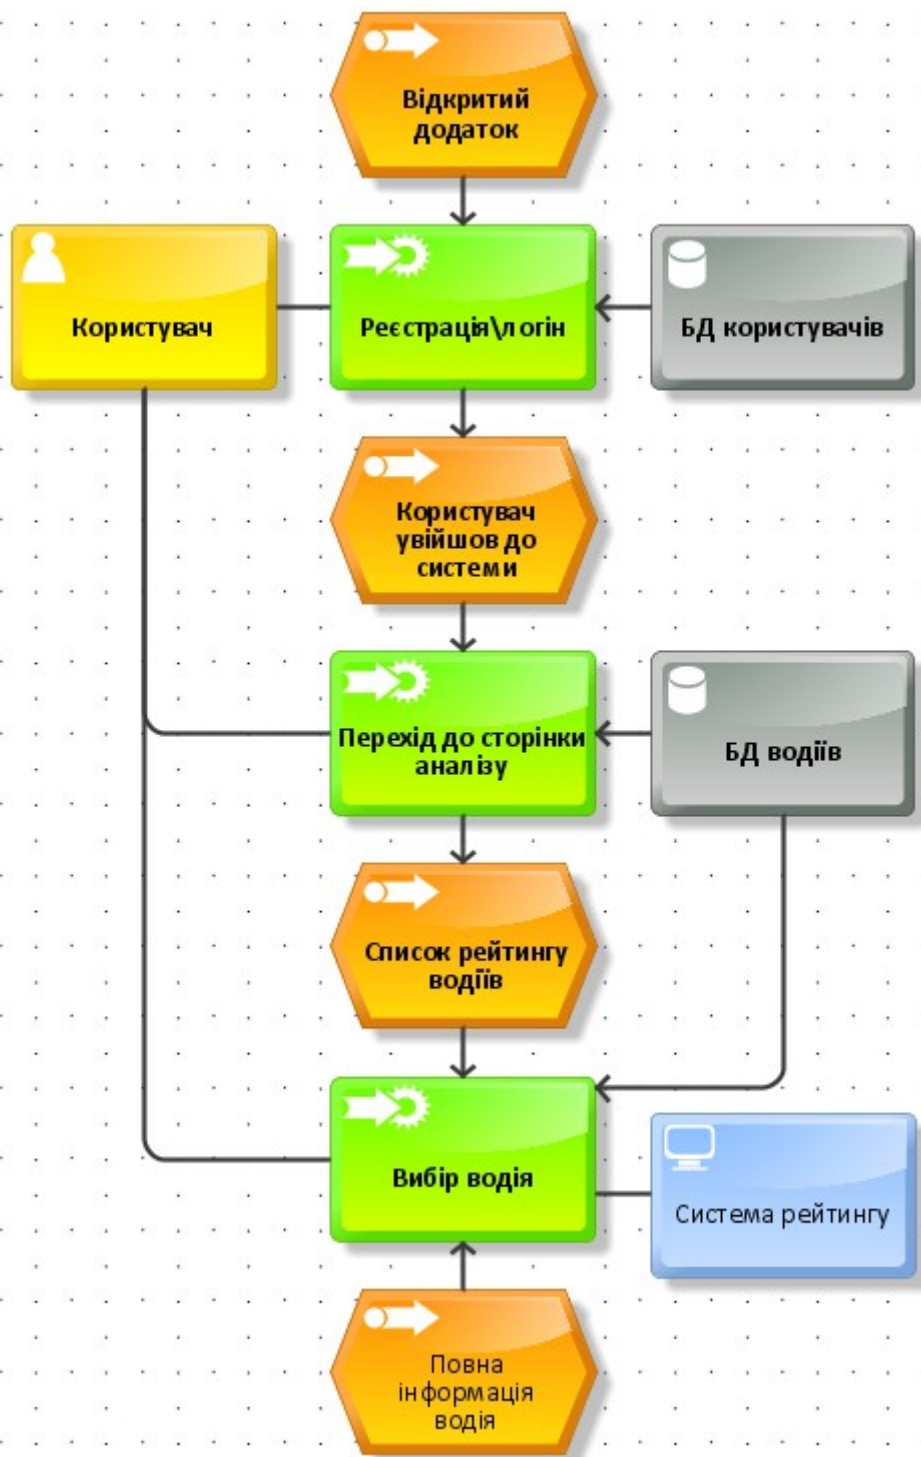 Відкритий
додаток
Користувач
Реєстрація\логін
БД користувачів
Користувач
увійшов до
системи
Перехід до сторінки
аналізу
БД водіїв
Список рейтингу
водіїв
Вибір водія
Система рейтингу
Повна
інформація
водія